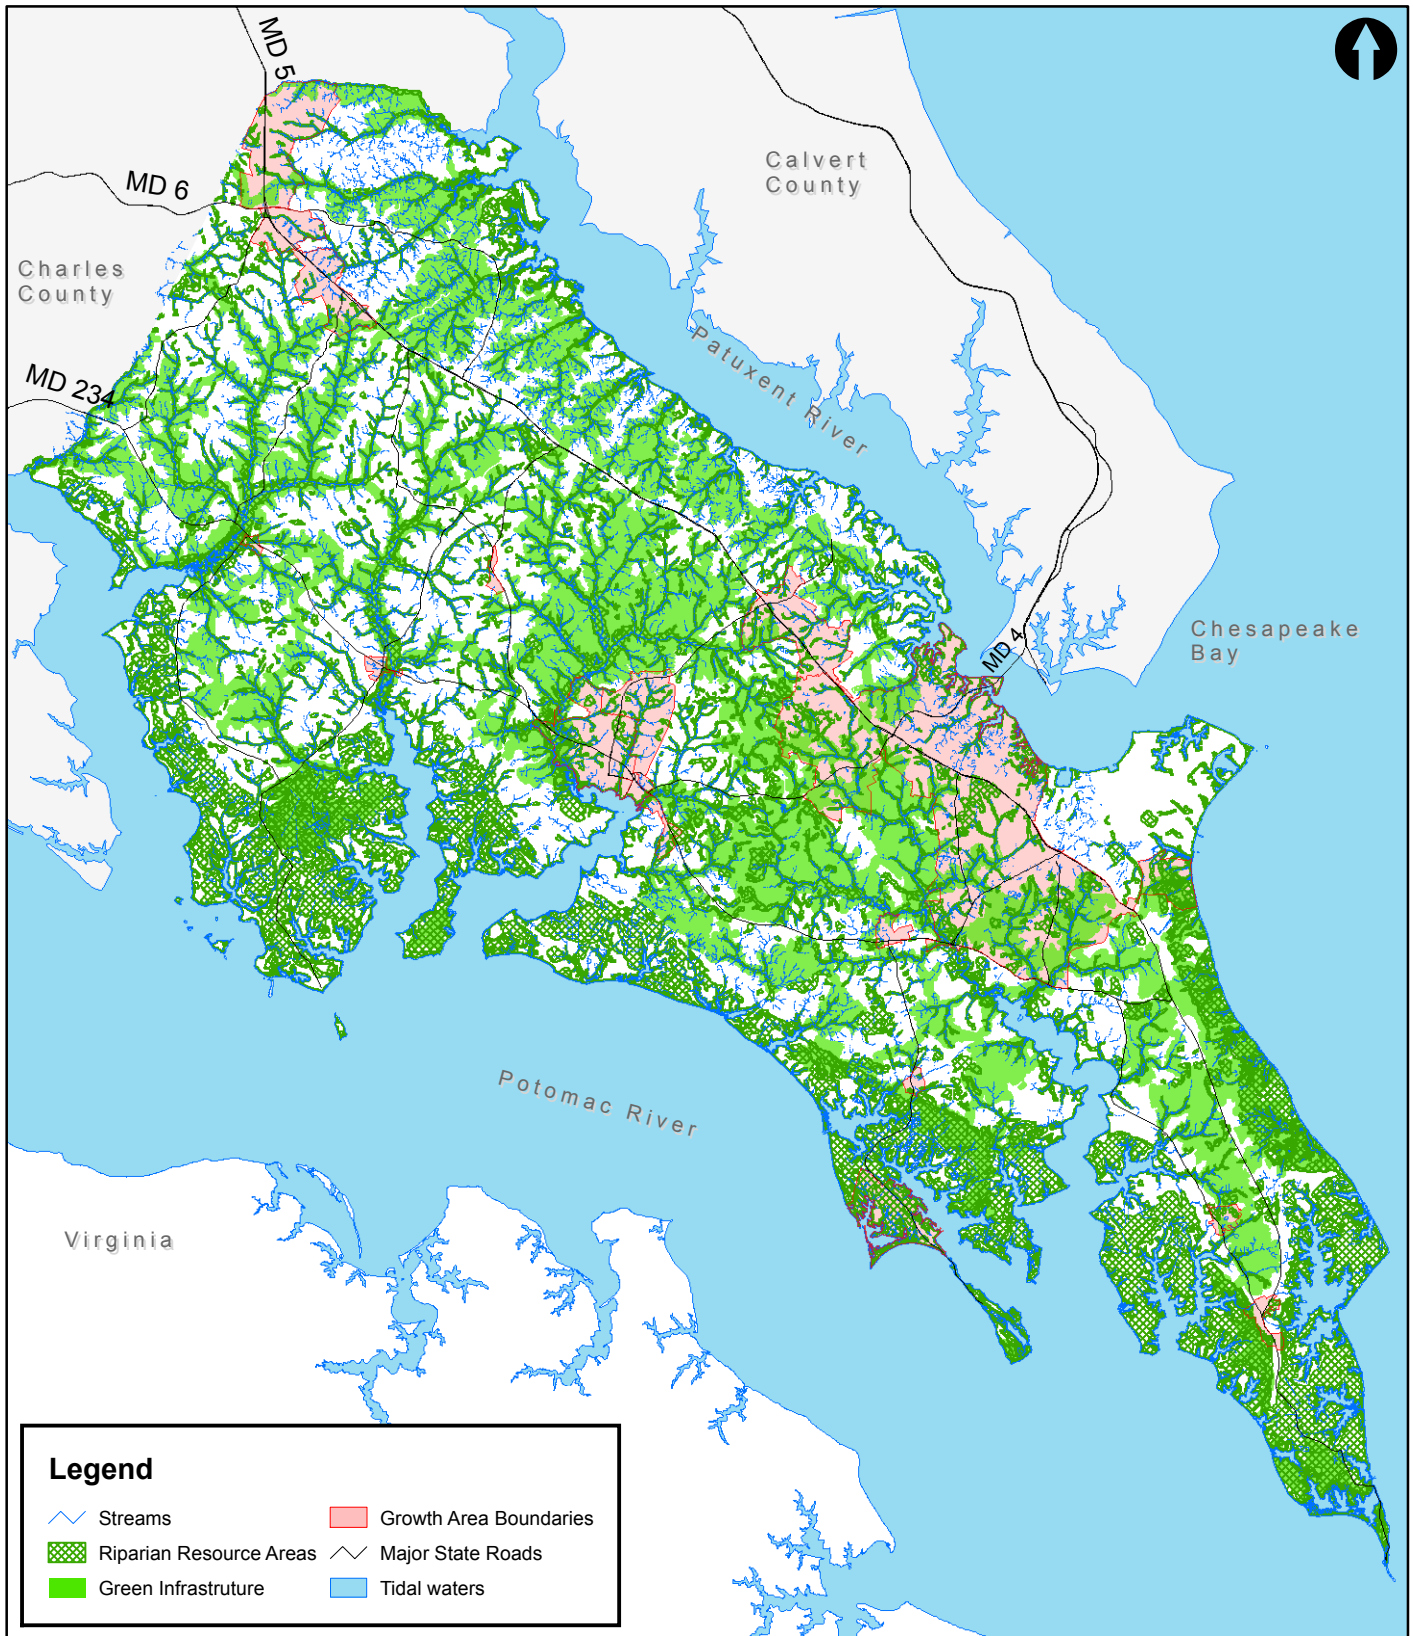 MD 5
Calvert
County
MD 6
Charles
County
Patuxent River
MD 234
MD 4
Chesapeake
Bay
Potomac River
Virginia
Legend
Streams
Growth Area Boundaries
Riparian Resource Areas
Major State Roads
Green Infrastruture
Tidal waters